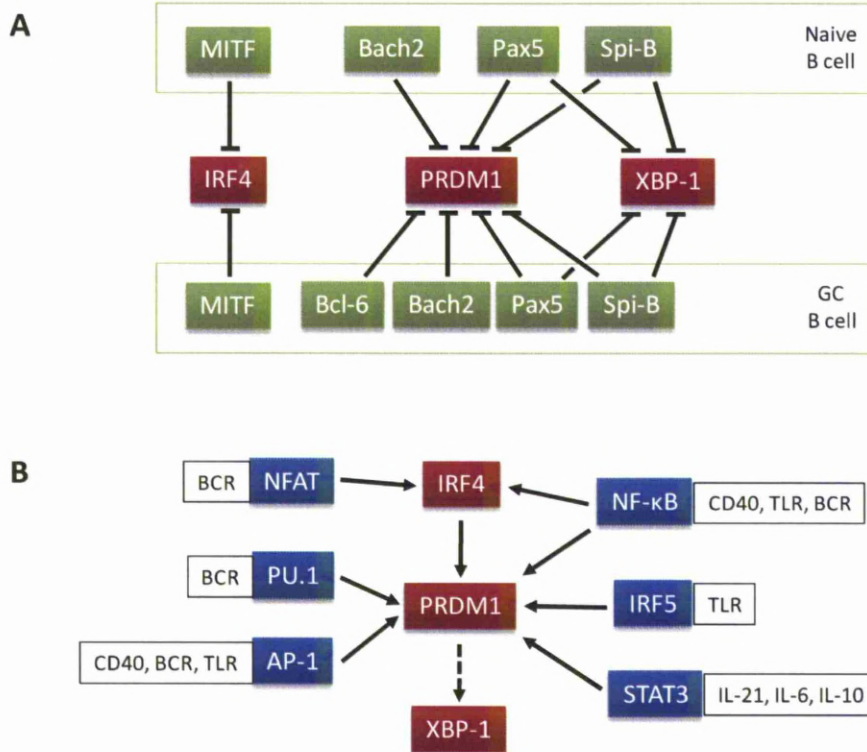 A
MITF Bach2 Pax5 Spi-B
Naive
B cell
IRF4 PRDM1 XBP-1
MITF Bcl-6 Bach2 Pax5 Spi-B
GC
B cell
B
BCR NFAT IRF4 NF-κB CD40, TLR, BCR
BCR PU.1 PRDM1 IRF5 TLR
CD40, BCR, TLR AP-1
STAT3 IL-21, IL-6, IL-10
XBP-1